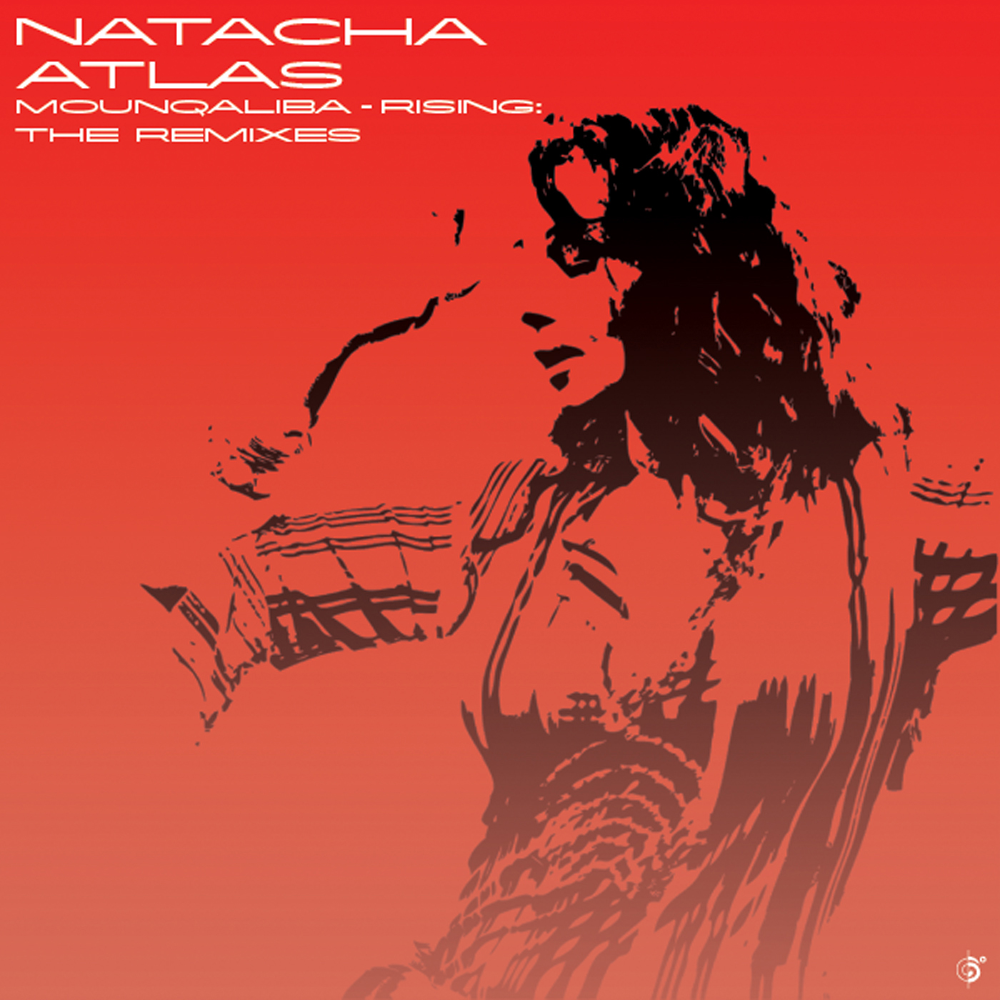 NATACHA
ATLAS
MOUNQALIBA - RISING:
THE REMIXES